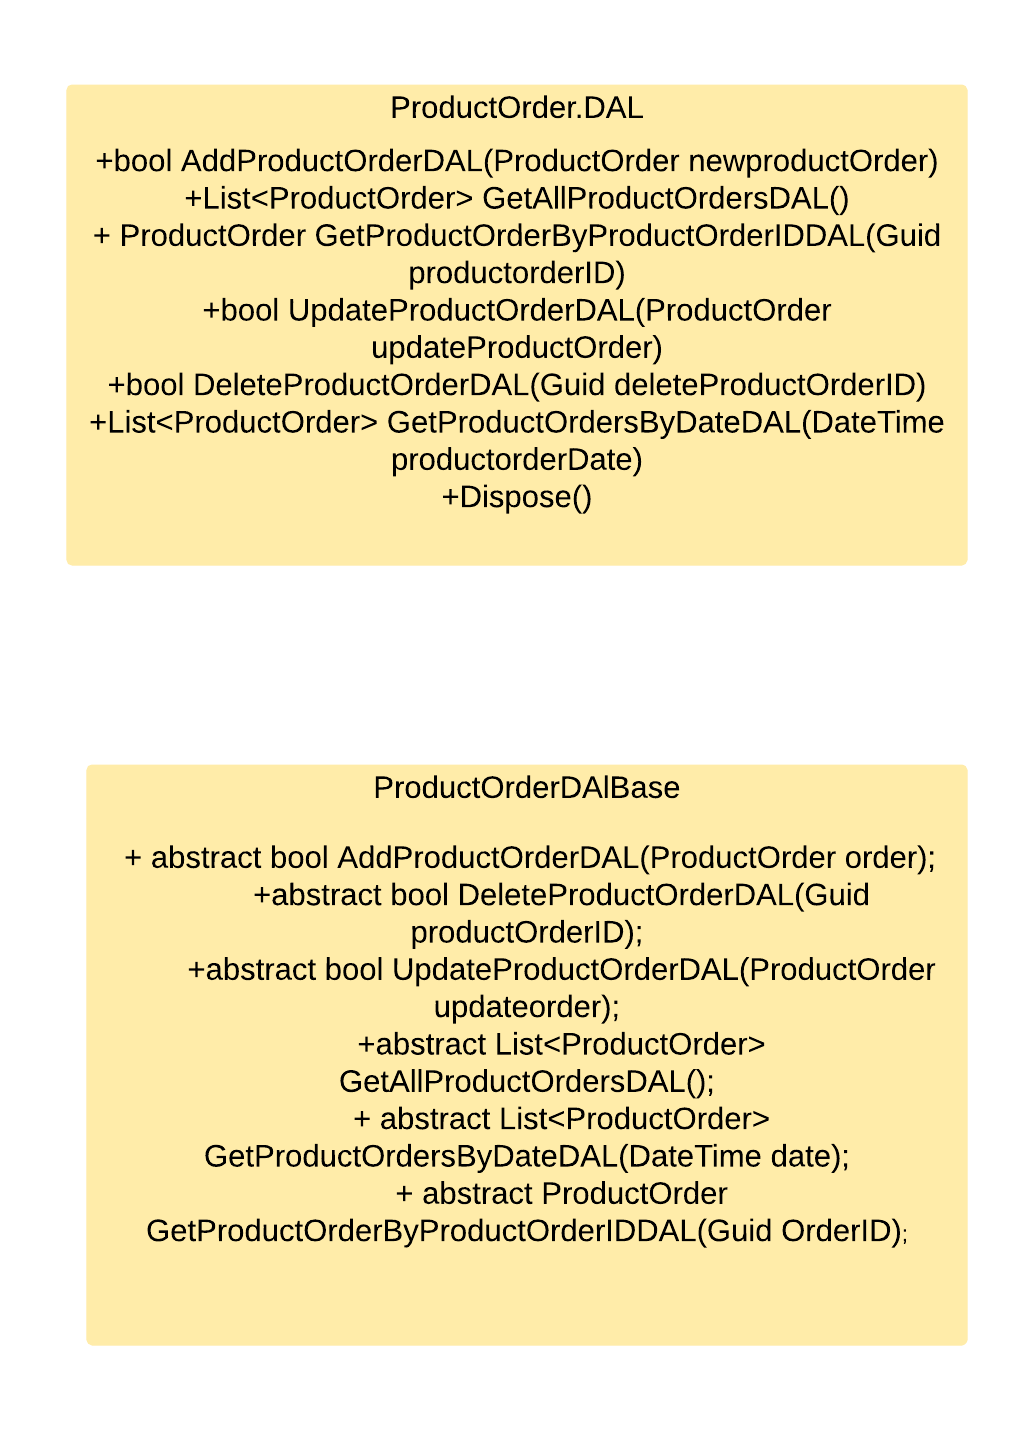 ProductOrder.DAL
+bool AddProductOrderDAL(ProductOrder newproductOrder)
+List<ProductOrder> GetAllProductOrdersDAL()
+ ProductOrder GetProductOrderByProductOrderIDDAL(Guid
productorderID)
+bool UpdateProductOrderDAL(ProductOrder
updateProductOrder)
+bool DeleteProductOrderDAL(Guid deleteProductOrderID)
+List<ProductOrder> GetProductOrdersByDateDAL(DateTime
productorderDate)
+Dispose()
ProductOrderDAlBase
+ abstract bool AddProductOrderDAL(ProductOrder order);
+abstract bool DeleteProductOrderDAL(Guid
productOrderID);
+abstract bool UpdateProductOrderDAL(ProductOrder
updateorder);
+abstract List<ProductOrder>
GetAllProductOrdersDAL();
+ abstract List<ProductOrder>
GetProductOrdersByDateDAL(DateTime date);
+ abstract ProductOrder
GetProductOrderByProductOrderIDDAL(Guid OrderID);